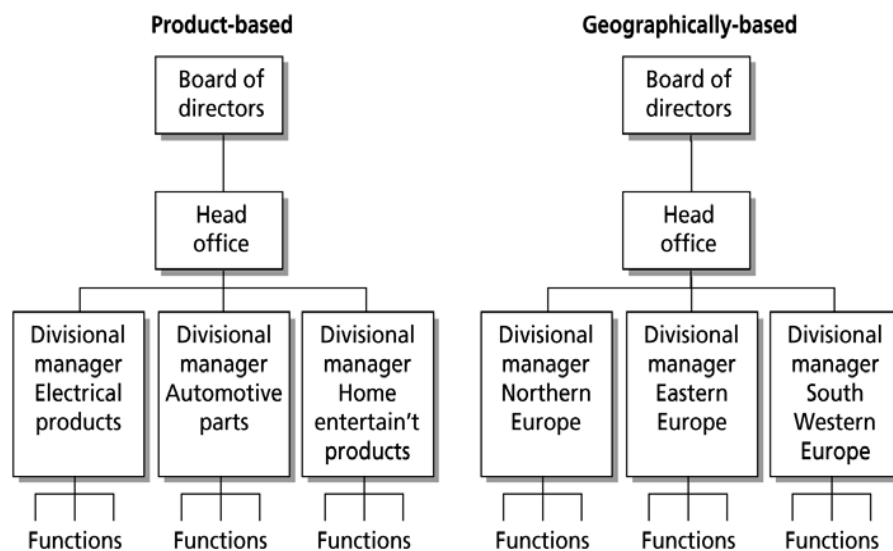 Product-based
Board of
directors
Head
office
Divisional
manager
Electrical
products
Divisional
manager
Automotive
parts
Divisional
manager
Home
entertain't
products
Functions
Functions
Functions
Geographically-based
Board of
directors
Head
office
Divisional
manager
Northern
Europe
Divisional
manager
Eastern
Europe
Divisional
manager
South
Western
Europe
Functions
Functions
Functions